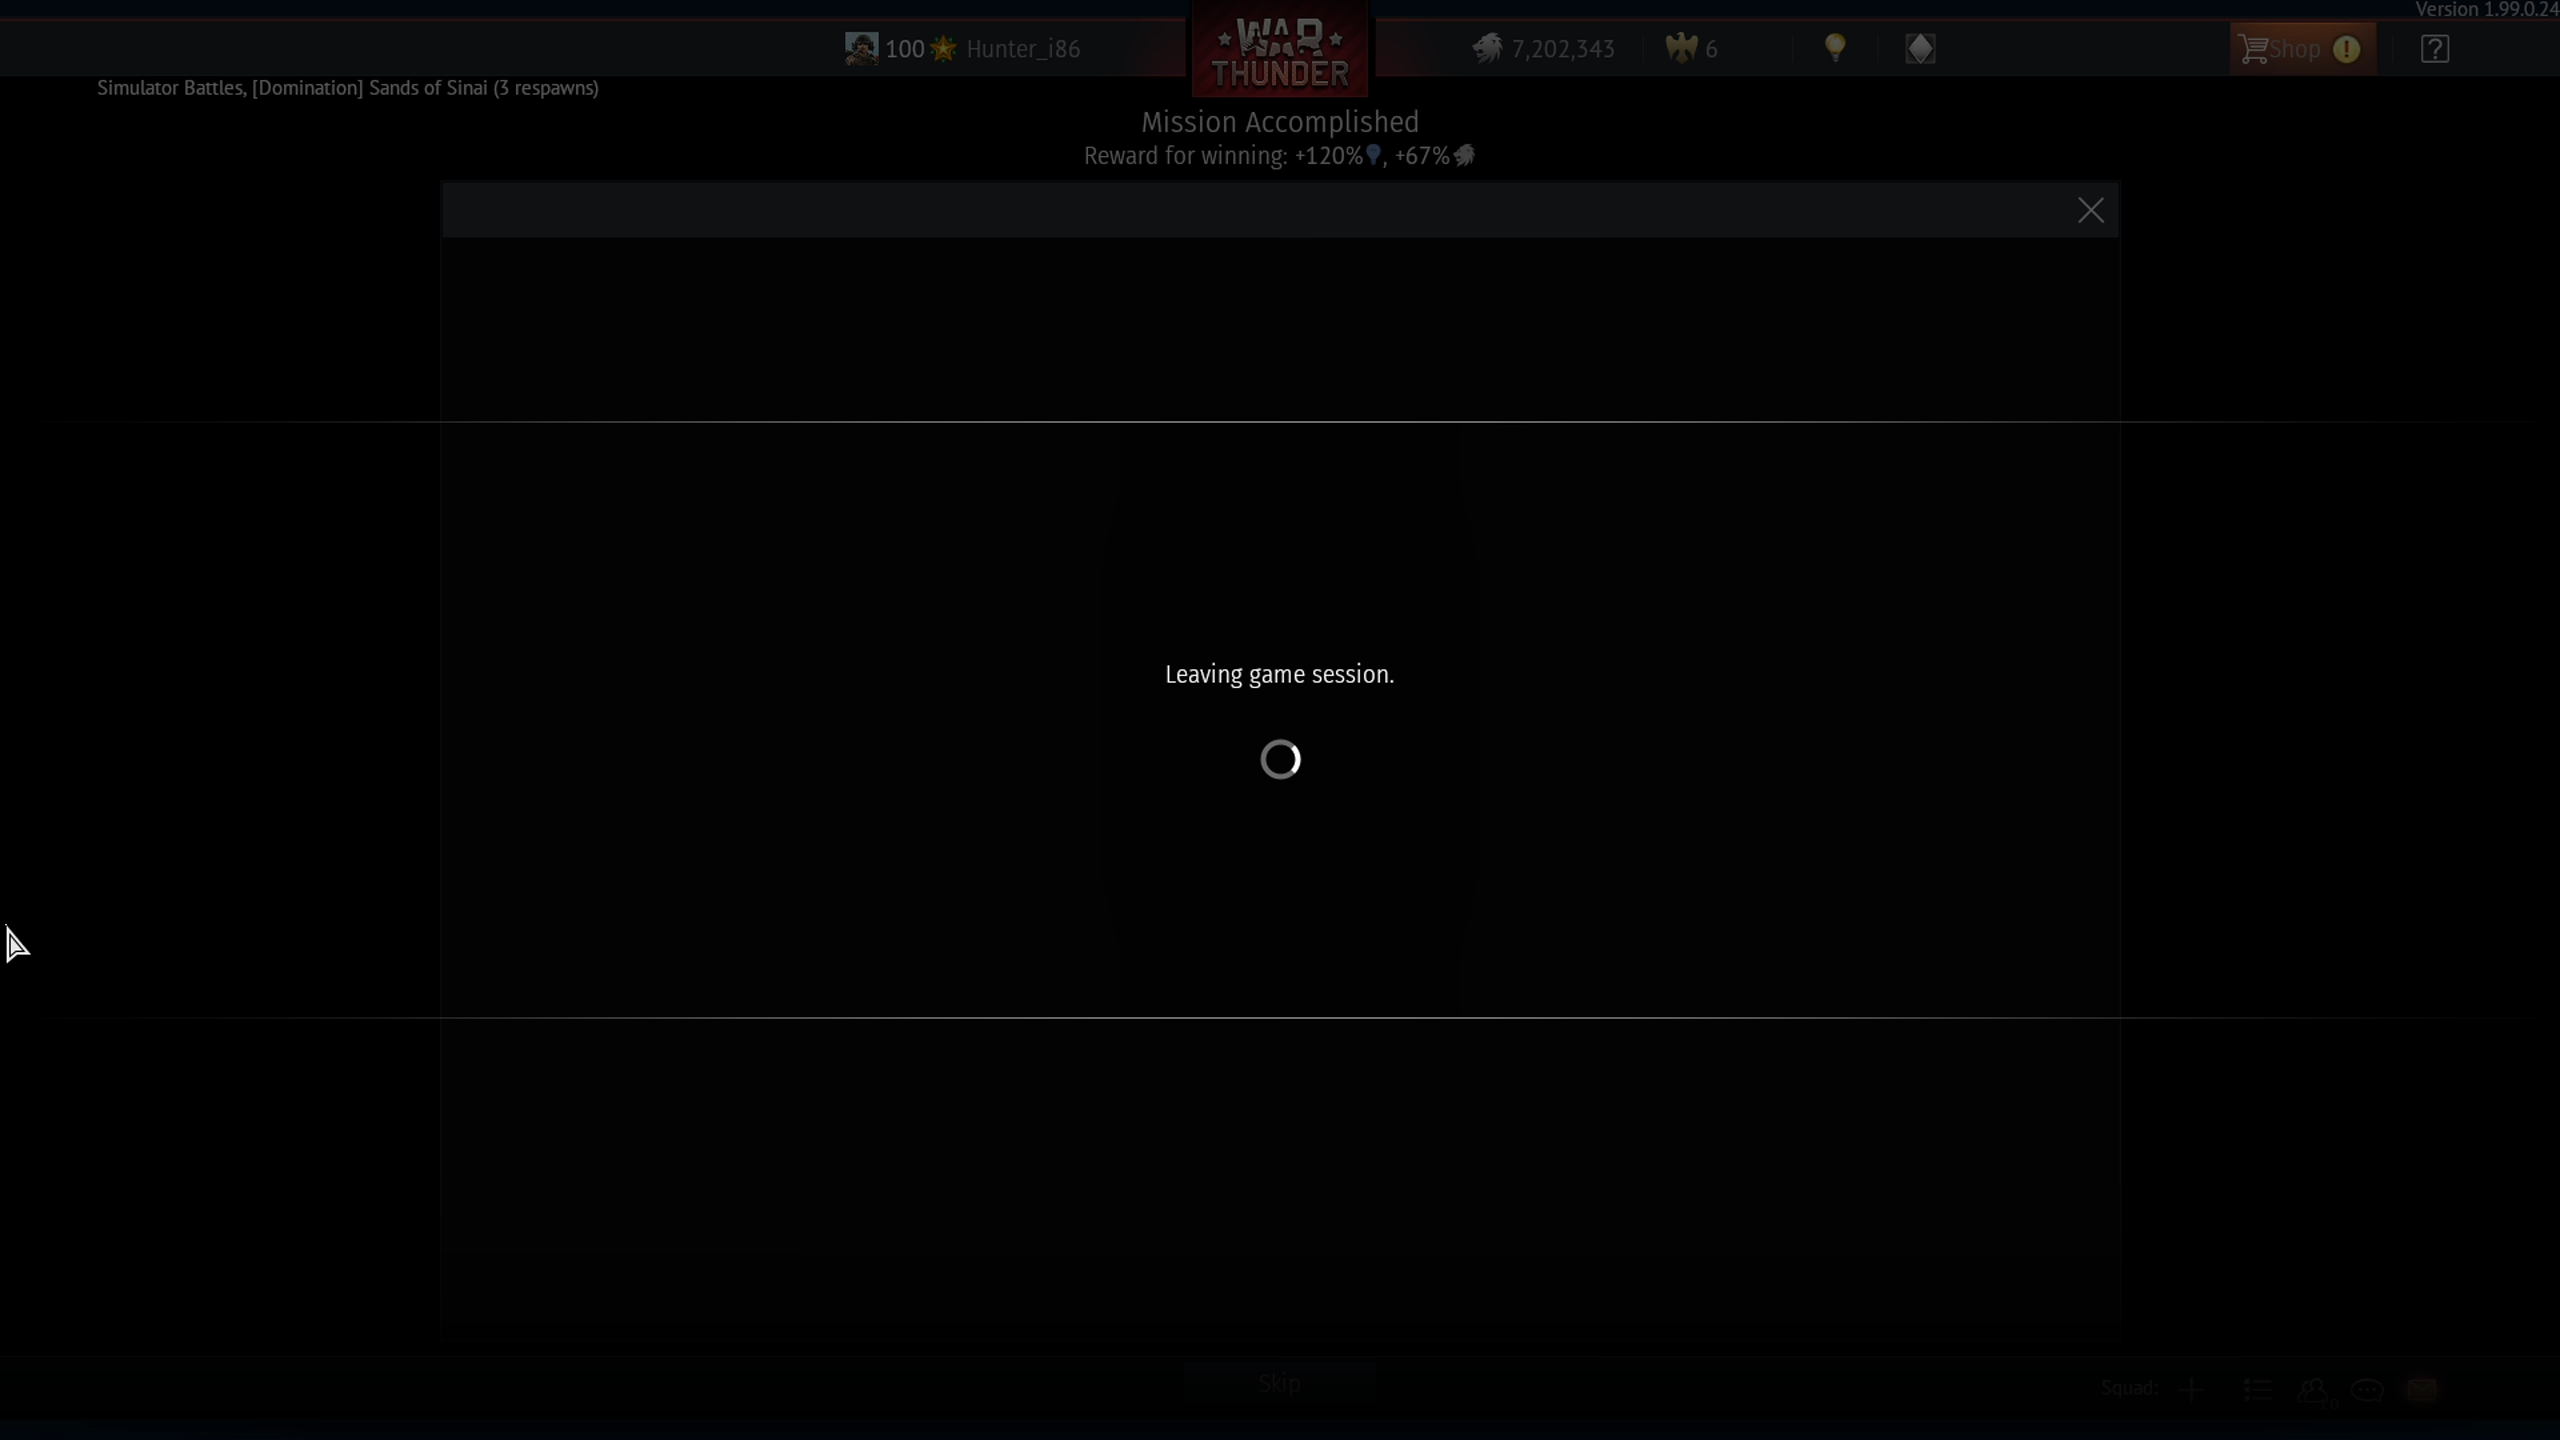 Version 1.99.0.24
100 Hunter_i86
WAR THUNDER
7,202,343
6
Shop
Simulator Battles, [Domination] Sands of Sinai (3 respawns)
Mission Accomplished
Reward for winning: +120%, +67%
Leaving game session.
Skip
Squad: